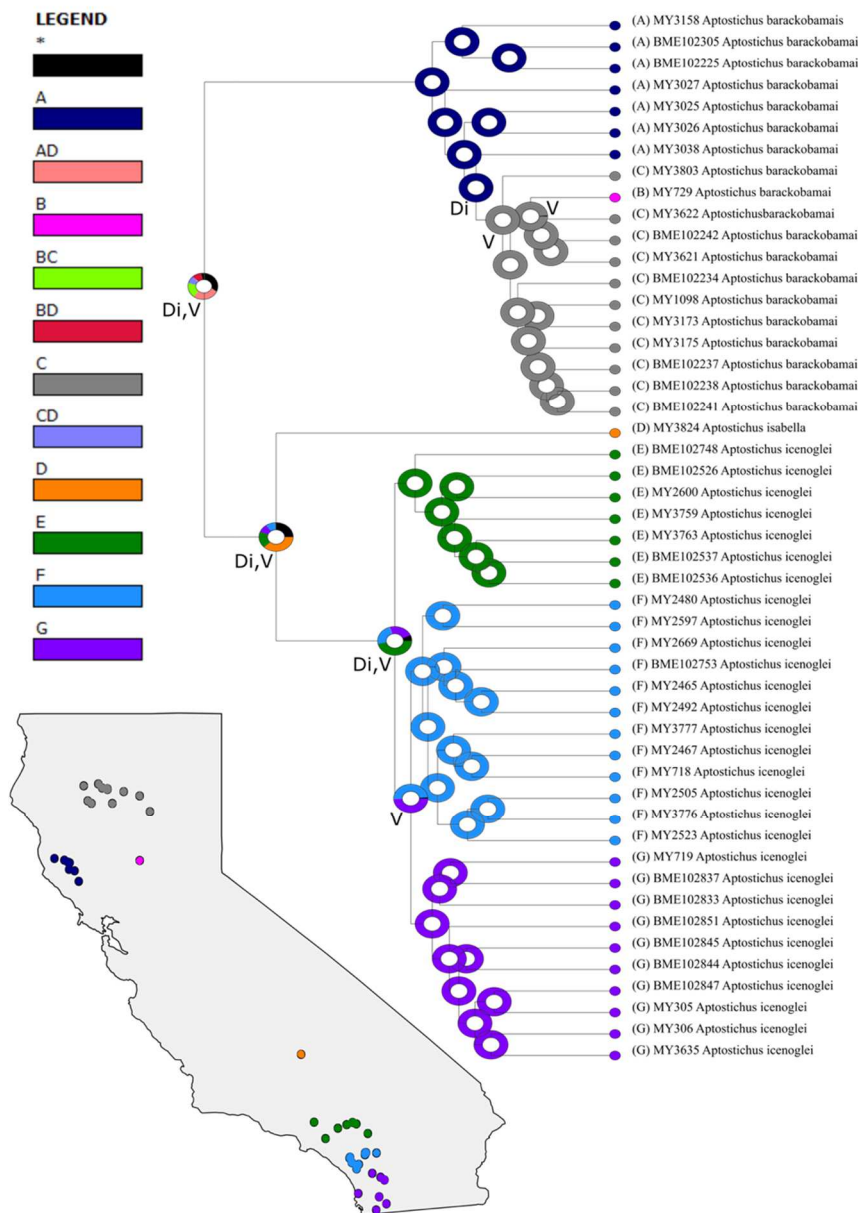 LEGEND
*
A
AD
B
BC
BD
C
CD
D
E
F
G
(A) MY3158 Aptostichus barackobamais
(A) BME102305 Aptostichus barackobamai
(A) BME102225 Aptostichus barackobamai
(A) MY3027 Aptostichus barackobamai
(A) MY3025 Aptostichus barackobamai
(A) MY3026 Aptostichus barackobamai
(A) MY3038 Aptostichus barackobamai
(C) MY3803 Aptostichus barackobamai
(B) MY729 Aptostichus barackobamai
(C) MY3622 Aptostichusbarackobamai
(C) BME102242 Aptostichus barackobamai
(C) MY3621 Aptostichus barackobamai
(C) BME102234 Aptostichus barackobamai
(C) MY1098 Aptostichus barackobamai
(C) MY3173 Aptostichus barackobamai
(C) MY3175 Aptostichus barackobamai
(C) BME102237 Aptostichus barackobamai
(C) BME102238 Aptostichus barackobamai
(C) BME102241 Aptostichus barackobamai
(D) MY3824 Aptostichus isabella
(E) BME102748 Aptostichus icenoglei
(E) BME102526 Aptostichus icenoglei
(E) MY2600 Aptostichus icenoglei
(E) MY3759 Aptostichus icenoglei
(E) MY3763 Aptostichus icenoglei
(E) BME102537 Aptostichus icenoglei
(E) BME102536 Aptostichus icenoglei
(F) MY2480 Aptostichus icenoglei
(F) MY2597 Aptostichus icenoglei
(F) MY2669 Aptostichus icenoglei
(F) BME102753 Aptostichus icenoglei
(F) MY2465 Aptostichus icenoglei
(F) MY2492 Aptostichus icenoglei
(F) MY3777 Aptostichus icenoglei
(F) MY2467 Aptostichus icenoglei
(F) MY718 Aptostichus icenoglei
(F) MY2505 Aptostichus icenoglei
(F) MY3776 Aptostichus icenoglei
(F) MY2523 Aptostichus icenoglei
(G) MY719 Aptostichus icenoglei
(G) BME102837 Aptostichus icenoglei
(G) BME102833 Aptostichus icenoglei
(G) BME102851 Aptostichus icenoglei
(G) BME102845 Aptostichus icenoglei
(G) BME102844 Aptostichus icenoglei
(G) BME102847 Aptostichus icenoglei
(G) MY305 Aptostichus icenoglei
(G) MY306 Aptostichus icenoglei
(G) MY3635 Aptostichus icenoglei
Di
V
V
Di,V
Di,V
Di,V
V